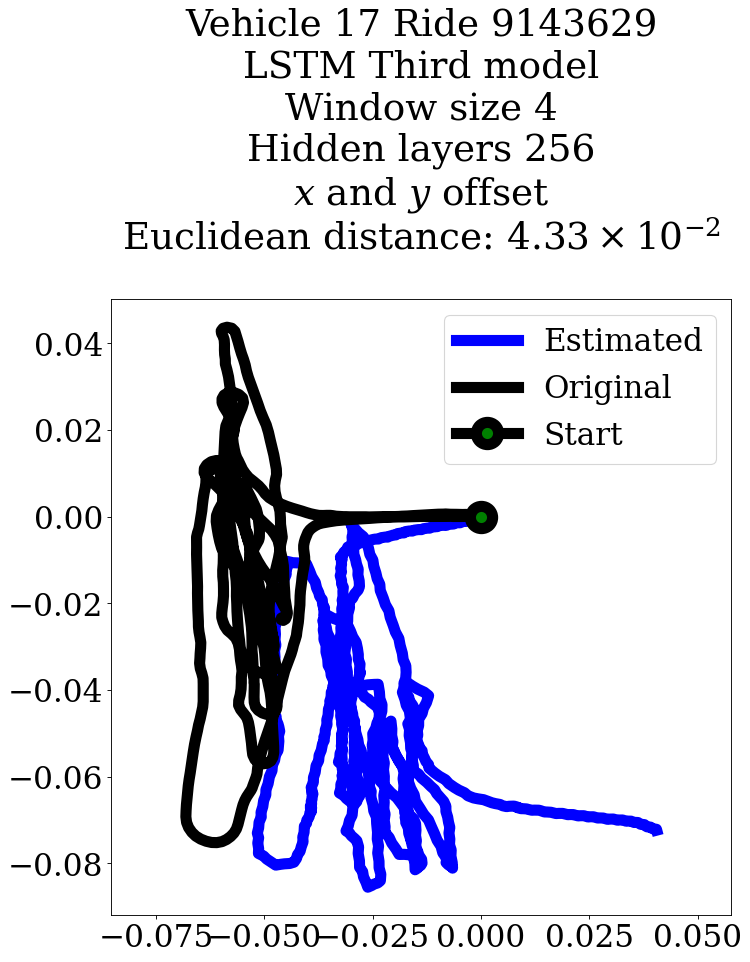 Vehicle 17 Ride 9143629
LSTM Third model
Window size 4
Hidden layers 256
x and y offset
Euclidean distance: 4.33 × 10⁻²
Estimated
Original
Start
0.04
0.02
0.00
−0.02
−0.04
−0.06
−0.08
−0.075 −0.050 −0.025 0.000 0.025 0.050